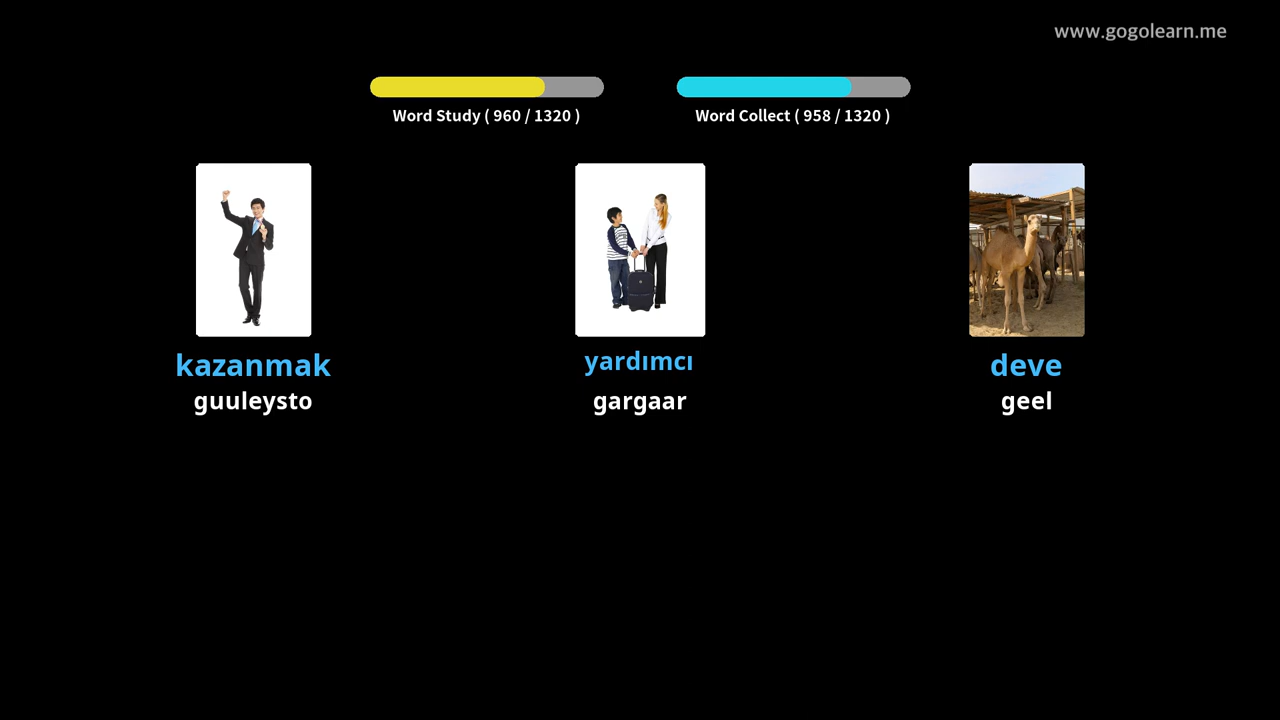 www.gogolearn.me
Word Study ( 960 / 1320 )
Word Collect ( 958 / 1320 )
kazanmak
guuleysto
yardımcı
gargaar
deve
geel